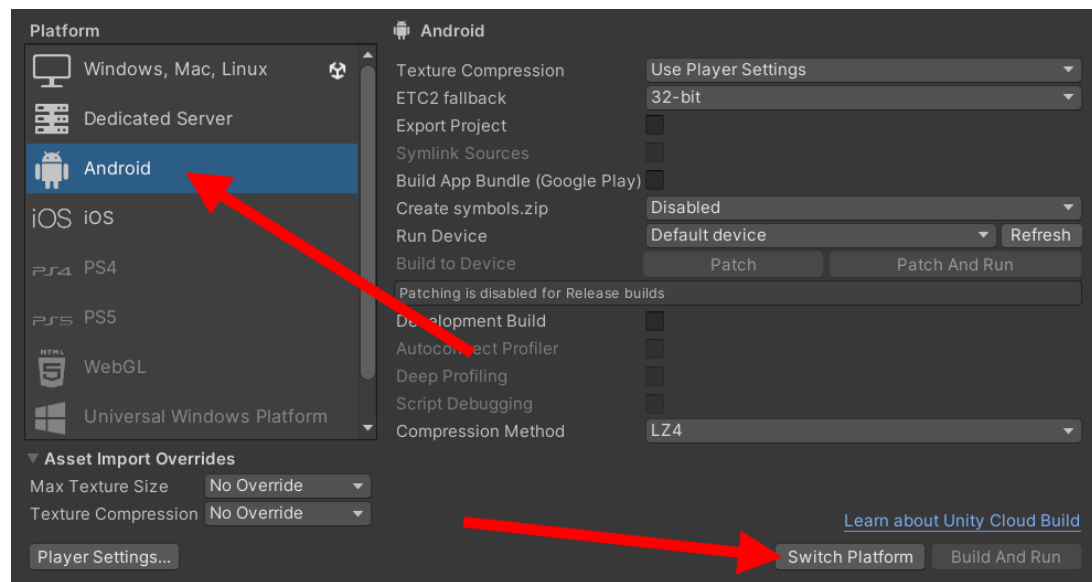 Platform
Windows, Mac, Linux
Dedicated Server
Android
iOS iOS
PS4 PS4
PS5 PS5
HTML 5 WebGL
Universal Windows Platform
Asset Import Overrides
Max Texture Size No Override
Texture Compression No Override
Player Settings...
Android
Texture Compression Use Player Settings
ETC2 fallback 32-bit
Export Project
Symlink Sources
Build App Bundle (Google Play)
Create symbols.zip Disabled
Run Device Default device Refresh
Build to Device Patch Patch And Run
Patching is disabled for Release builds
Development Build
Autoconnect Profiler
Deep Profiling
Script Debugging
Compression Method LZ4
Learn about Unity Cloud Build
Switch Platform Build And Run